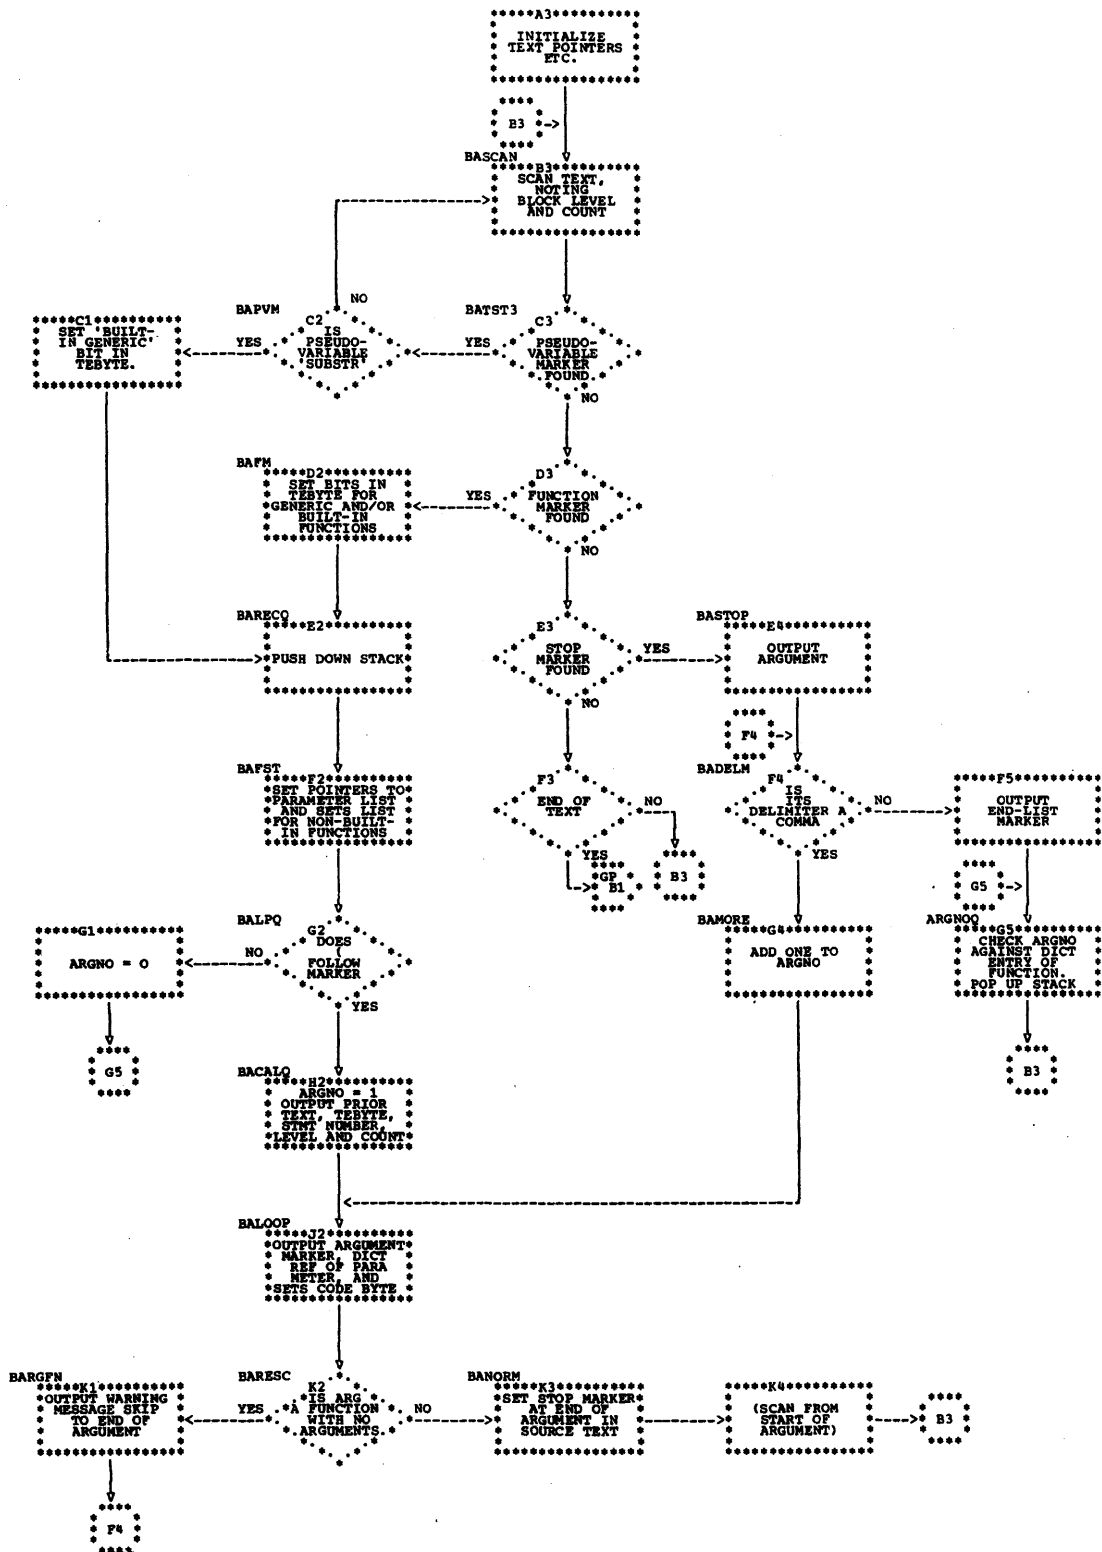 A3
INITIALIZE
TEXT POINTERS
ETC.
B3
BASCAN
B3
SCAN TEXT,
NOTING
BLOCK LEVEL
AND COUNT
NO
BAPVM
BATST3
C1
SET 'BUILT-
IN GENERIC'
BIT IN
TEBYTE.
YES
C2
IS
PSEUDO-
VARIABLE
'SUBSTR'
YES
C3
PSEUDO-
VARIABLE
MARKER
FOUND.
NO
BAFM
D2
SET BITS IN
TEBYTE FOR
GENERIC AND/OR
BUILT-IN
FUNCTIONS
YES
D3
FUNCTION
MARKER
FOUND
NO
BARECQ
E2
PUSH DOWN STACK
E3
STOP
MARKER
FOUND
YES
NO
BASTOP
E4
OUTPUT
ARGUMENT
F4
BAFST
F2
SET POINTERS TO
PARAMETER LIST
AND SETS LIST
FOR NON-BUILT-
IN FUNCTIONS
F3
END OF
TEXT
NO
YES
GP
B1
B3
BADELM
F4
IS
ITS
DELIMITER A
COMMA
NO
YES
F5
OUTPUT
END-LIST
MARKER
G5
G1
ARGNO = 0
NO
BALPQ
G2
DOES
(
FOLLOW
MARKER
YES
BAMORE
G4
ADD ONE TO
ARGNO
ARGNOQ
G5
CHECK ARGNO
AGAINST DICT
ENTRY OF
FUNCTION.
POP UP STACK
G5
B3
BACALQ
H2
ARGNO = 1
OUTPUT PRIOR
TEXT, TEBYTE,
STMT NUMBER,
LEVEL AND COUNT
BALOOP
J2
OUTPUT ARGUMENT
MARKER, DICT
REF OF PARA
METER, AND
SETS CODE BYTE
BARGFN
K1
OUTPUT WARNING
MESSAGE SKIP
TO END OF
ARGUMENT
YES
BARESC
K2
IS ARG
A FUNCTION
WITH NO
ARGUMENTS.
NO
BANORM
K3
SET STOP MARKER
AT END OF
ARGUMENT IN
SOURCE TEXT
K4
(SCAN FROM
START OF
ARGUMENT)
B3
F4